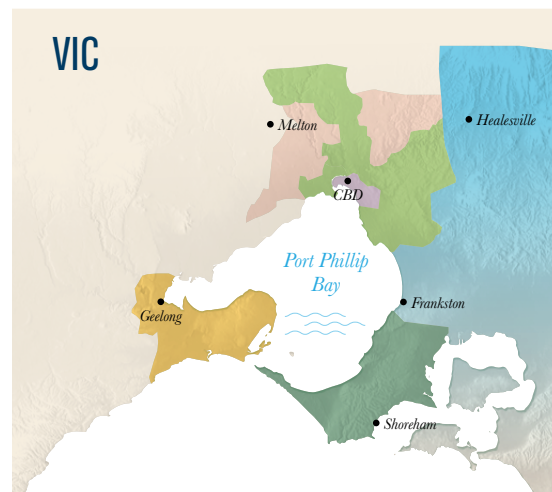 VIC
Melton
Healesville
CBD
Port Phillip
Bay
Geelong
Frankston
Shoreham